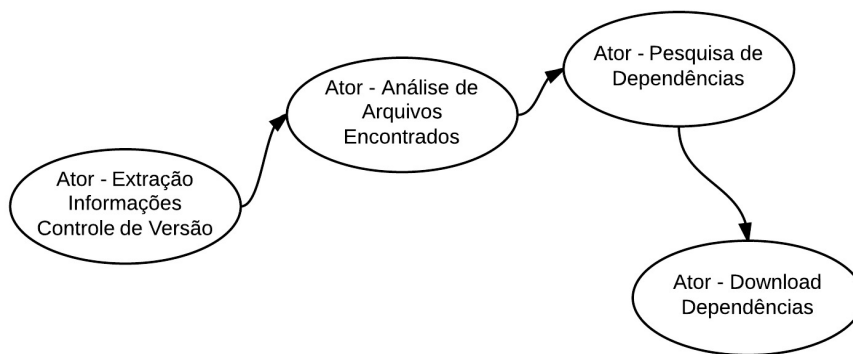 Ator - Extração
Informações
Controle de Versão
Ator - Análise de
Arquivos
Encontrados
Ator - Pesquisa de
Dependências
Ator - Download
Dependências